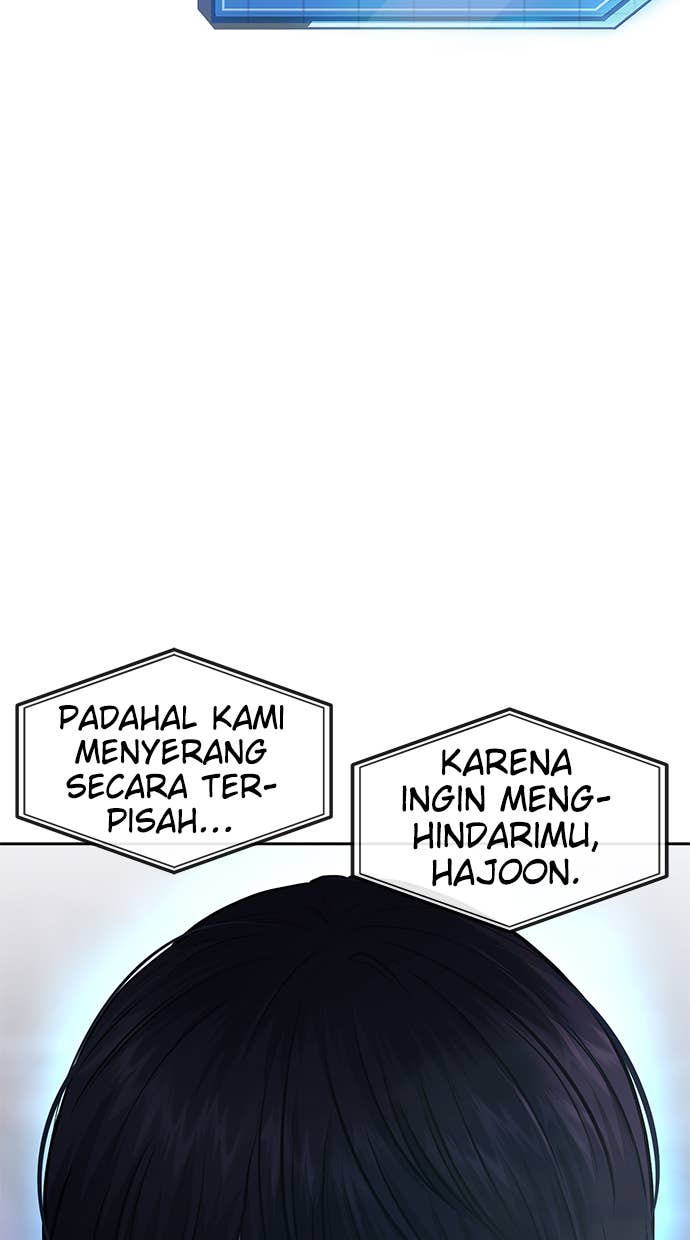 PADAHAL KAMI
MENYERANG
SECARA TER-
PISAH...
KARENA
INGIN MENG-
HINDARIMU,
HAJOON.